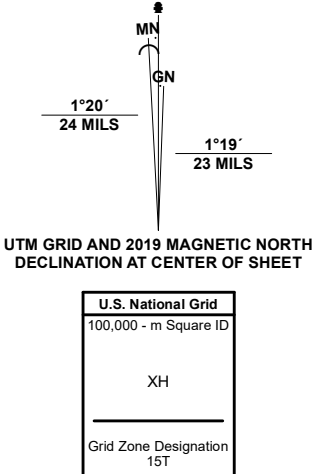 MN
GN
1°20´
24 MILS
1°19´
23 MILS
UTM GRID AND 2019 MAGNETIC NORTH
DECLINATION AT CENTER OF SHEET
U.S. National Grid
100,000 - m Square ID
XH
Grid Zone Designation
15T